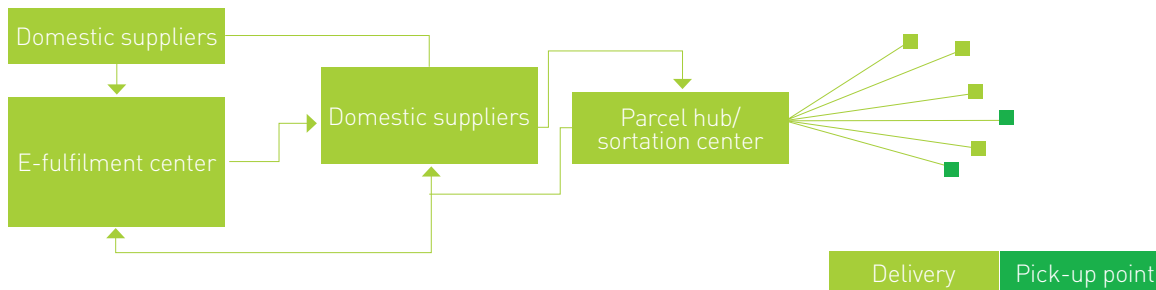 Domestic suppliers
E-fulfilment center
Domestic suppliers
Parcel hub/
sortation center
Delivery
Pick-up point